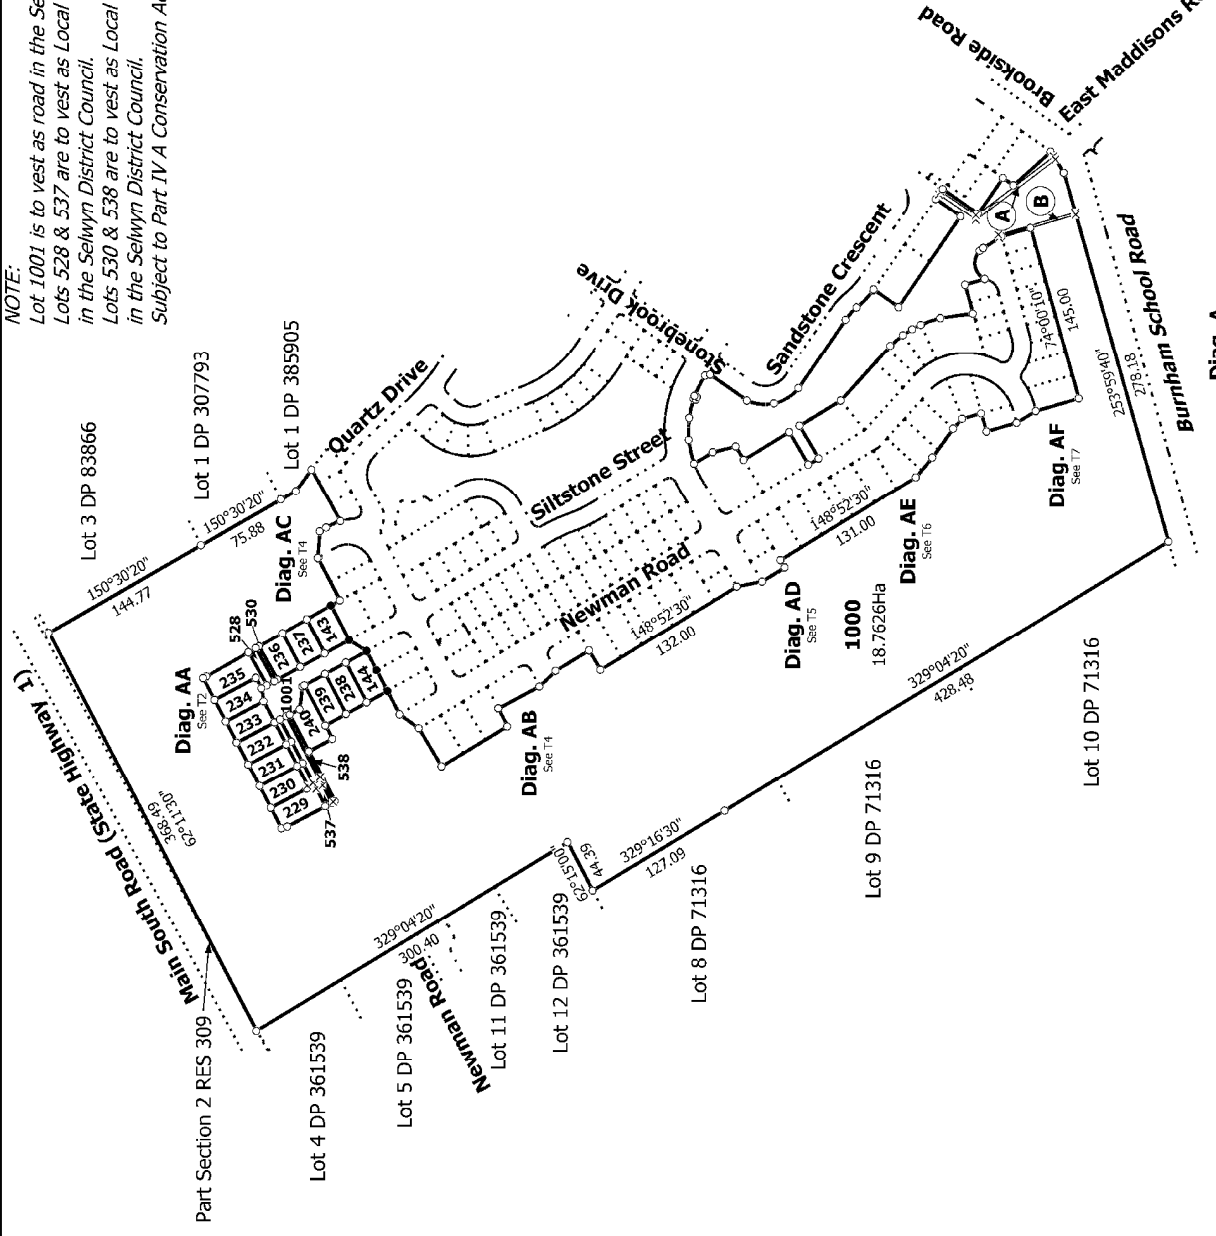 NOTE:
Lot 1001 is to vest as road in the Se
Lots 528 & 537 are to vest as Local
in the Selwyn District Council.
Lots 530 & 538 are to vest as Local
in the Selwyn District Council.
Subject to Part IV A Conservation A
Main South Road (State Highway 1)
Part Section 2 RES 309
368.49
62°11'30"
Lot 3 DP 83866
150°30'20"
144.77
Lot 1 DP 307793
150°30'20"
75.88
Lot 1 DP 385905
Quartz Drive
Diag. AC
See T4
Diag. AA
See T2
528
530
235
234
233
232
231
230
229
236
237
143
1001
240
239
238
144
538
537
Diag. AB
See T4
Siltstone Street
Newman Road
Stonebrook Drive
Sandstone Crescent
Brookside Road
East Maddisons R
A
B
74°00'10"
145.00
253°59'40"
278.18
Burnham School Road
Diag. A
Diag. AF
See T7
148°52'30"
131.00
Diag. AE
See T6
148°52'30"
132.00
Diag. AD
See T5
1000
18.7626Ha
329°04'20"
428.48
Lot 10 DP 71316
Lot 9 DP 71316
329°16'30"
127.09
Lot 8 DP 71316
62°15'00"
44.39
Lot 12 DP 361539
Lot 11 DP 361539
329°04'20"
300.40
Newman Road
Lot 5 DP 361539
Lot 4 DP 361539